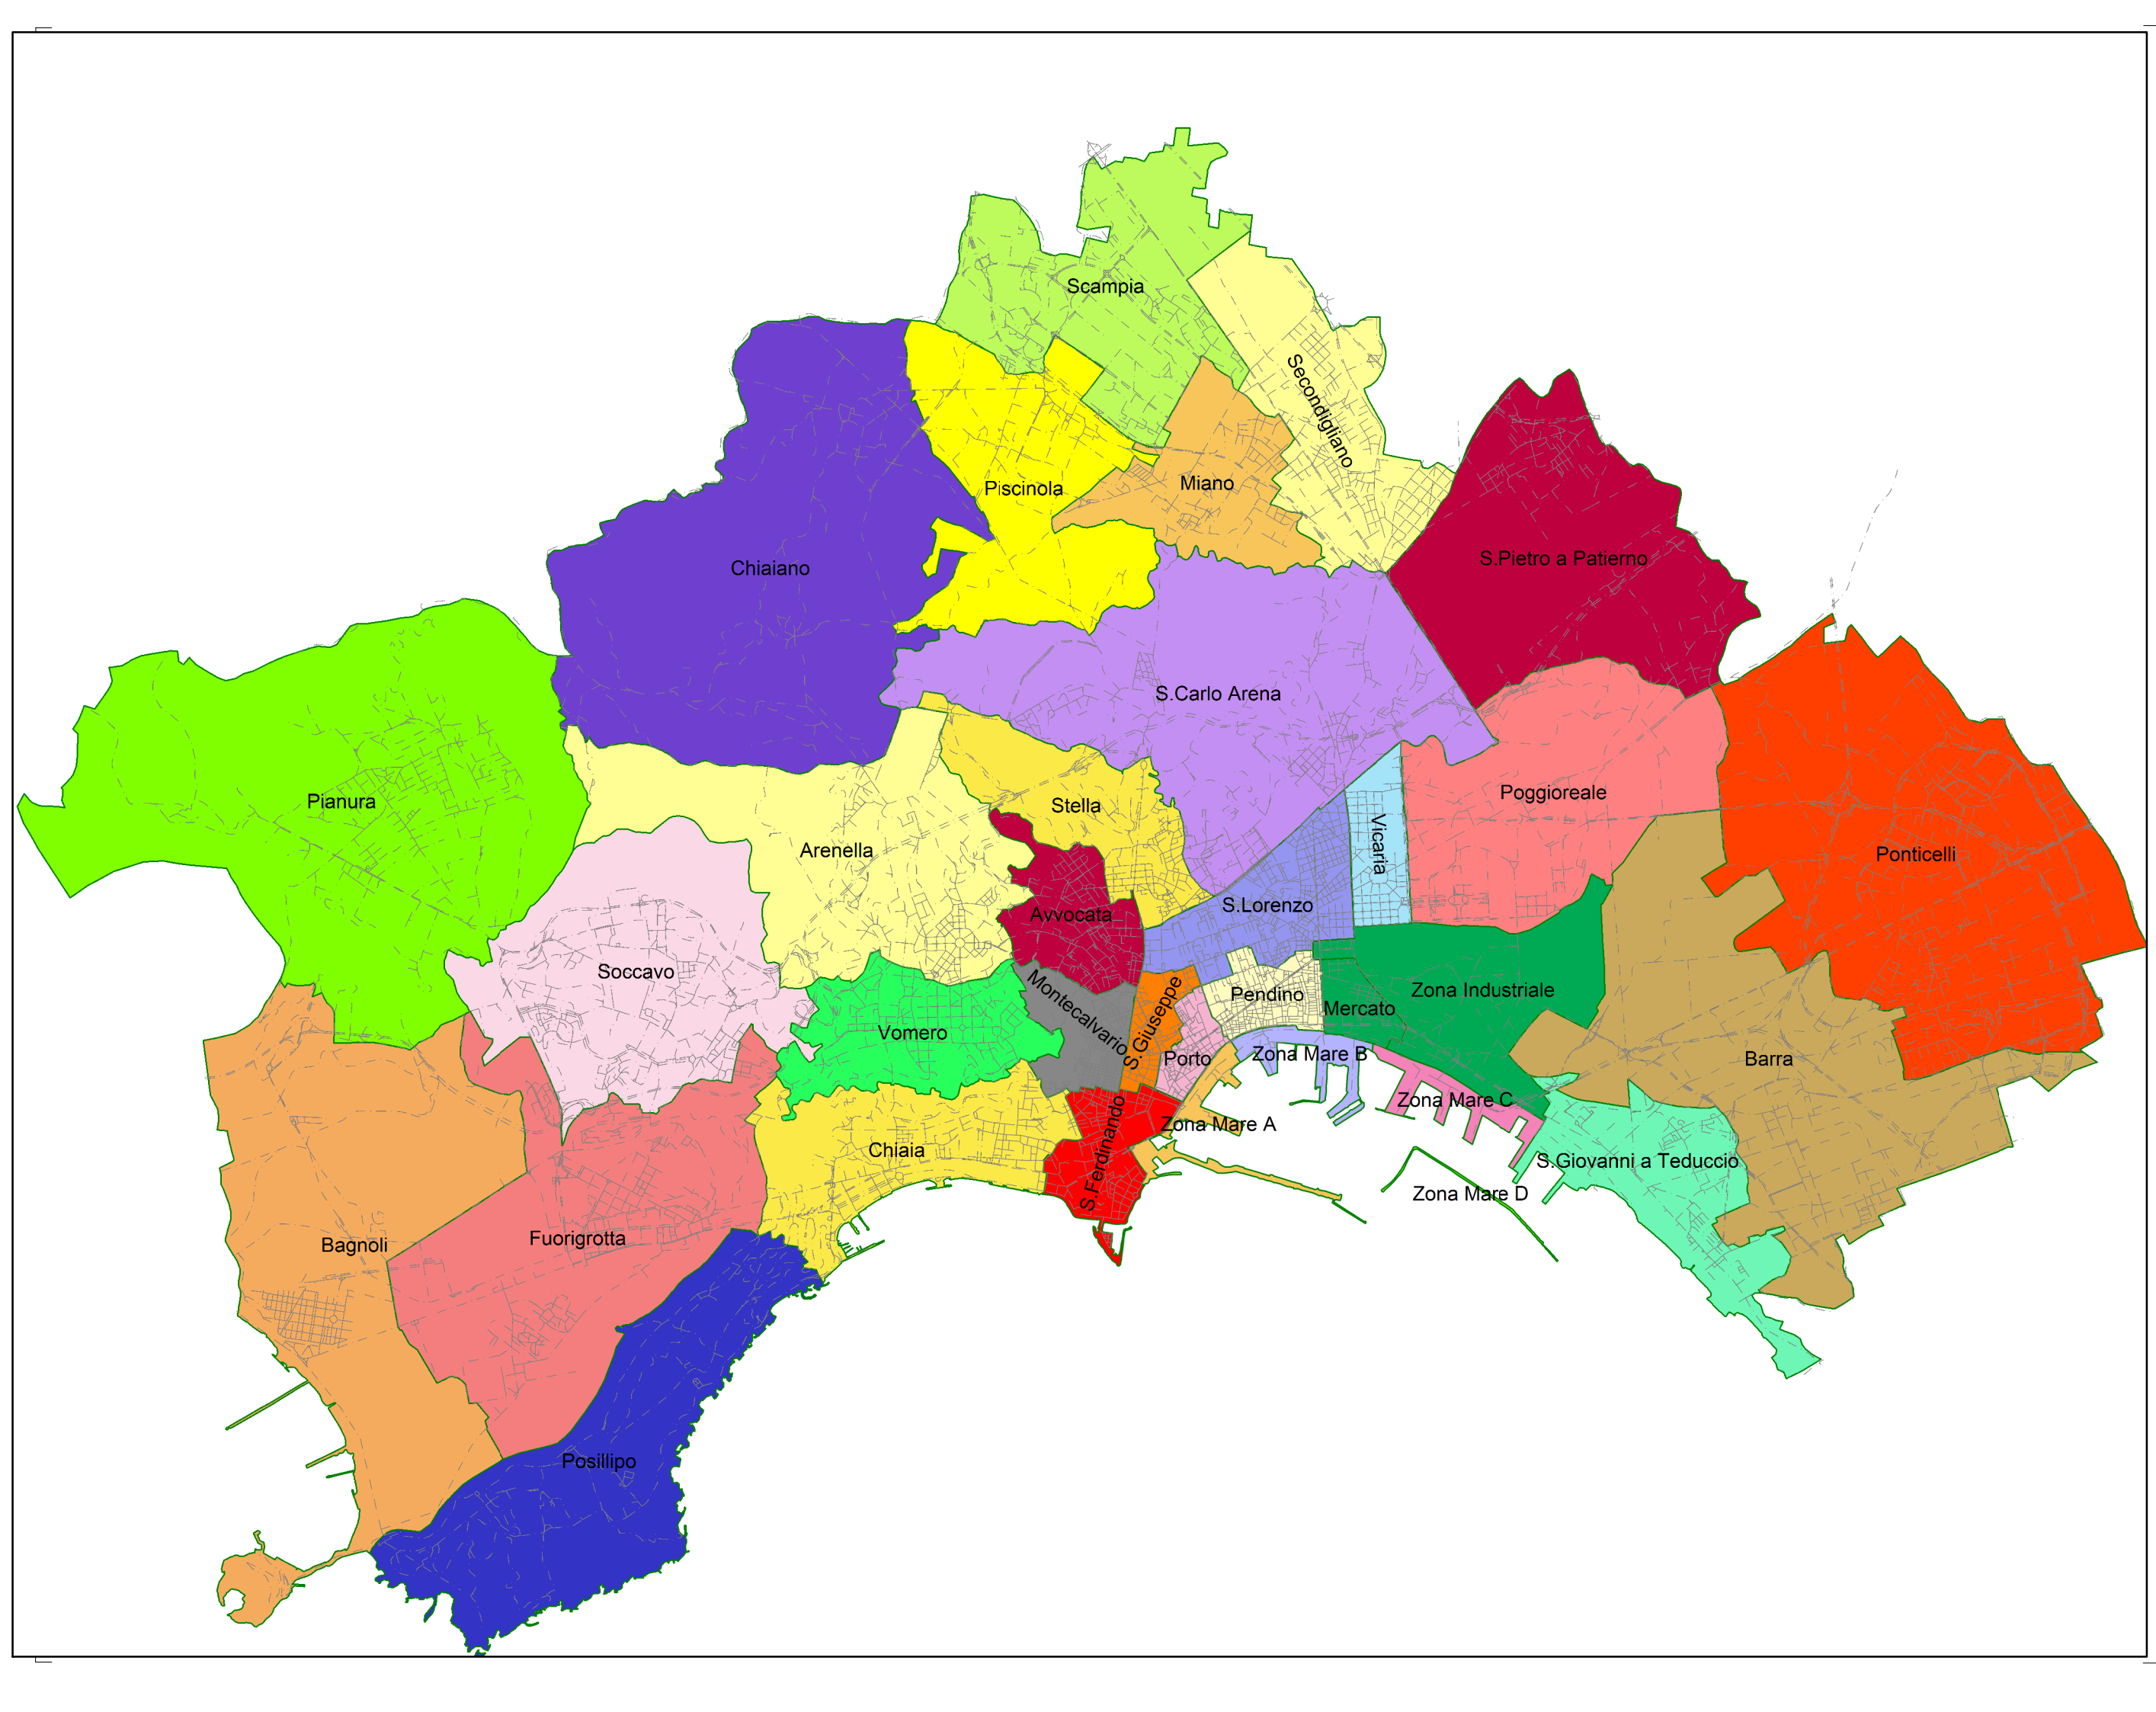 Scampia
Secondigliano
Piscinola
Miano
Chiaiano
S.Pietro a Patierno
S.Carlo Arena
Pianura
Stella
Poggioreale
Arenella
Vicaria
Ponticelli
Avvocata
S.Lorenzo
Soccavo
Montecalvario
S.Giuseppe
Pendino
Mercato
Zona Industriale
Vomero
Porto
Zona Mare B
Barra
Zona Mare C
Chiaia
S.Ferdinando
Zona Mare A
S.Giovanni a Teduccio
Zona Mare D
Bagnoli
Fuorigrotta
Posillipo